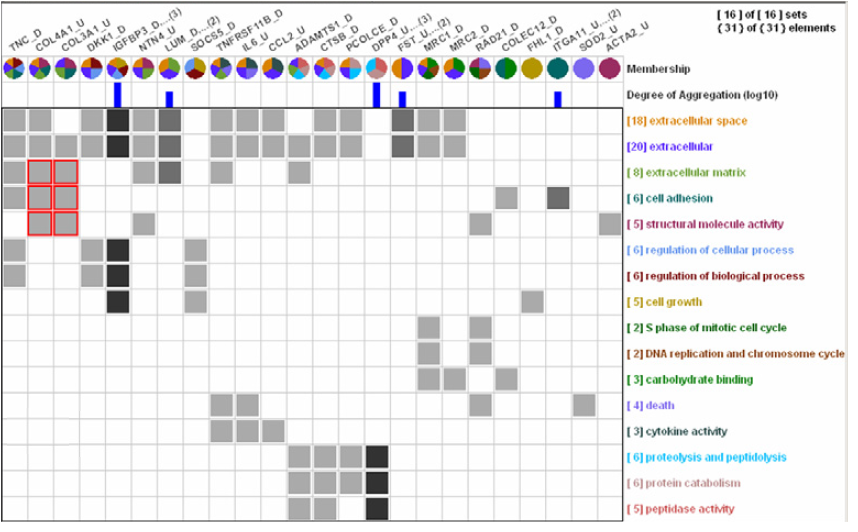 [ 16 ] of [ 16 ] sets
{ 31 } of { 31 } elements
TNC_D
COL4A1_U
COL3A1_U
DKK1_D
IGFBP3_D,...(3)
NTN4_U
LUM_D,...(2)
SOCS5_D
TNFRSF11B_D
IL6_U
CCL2_U
ADAMTS1_D
CTSB_D
PCOLCE_D
DPP4_U,...(3)
FST_U,...(2)
MRC1_D
MRC2_D
RAD21_D
COLEC12_D
FHL1_D
ITGA11_U,...(2)
SOD2_U
ACTA2_U
Membership
Degree of Aggregation (log10)
[18] extracellular space
[20] extracellular
[ 8] extracellular matrix
[ 6] cell adhesion
[ 5] structural molecule activity
[ 6] regulation of cellular process
[ 6] regulation of biological process
[ 5] cell growth
[ 2] S phase of mitotic cell cycle
[ 2] DNA replication and chromosome cycle
[ 3] carbohydrate binding
[ 4] death
[ 3] cytokine activity
[ 6] proteolysis and peptidolysis
[ 6] protein catabolism
[ 5] peptidase activity